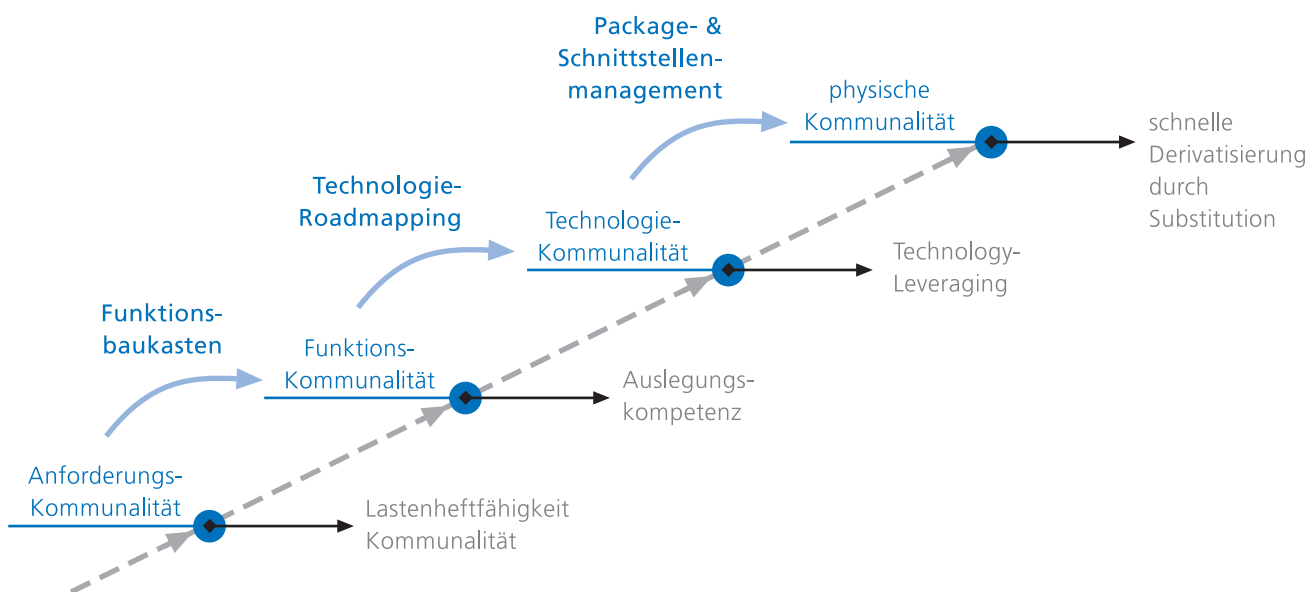 Package- &
Schnittstellen-
management
physische
Kommunalität
schnelle
Derivatisierung
durch
Substitution
Technologie-
Roadmapping
Technologie-
Kommunalität
Technology-
Leveraging
Funktions-
baukasten
Funktions-
Kommunalität
Auslegungs-
kompetenz
Anforderungs-
Kommunalität
Lastenheftfähigkeit
Kommunalität